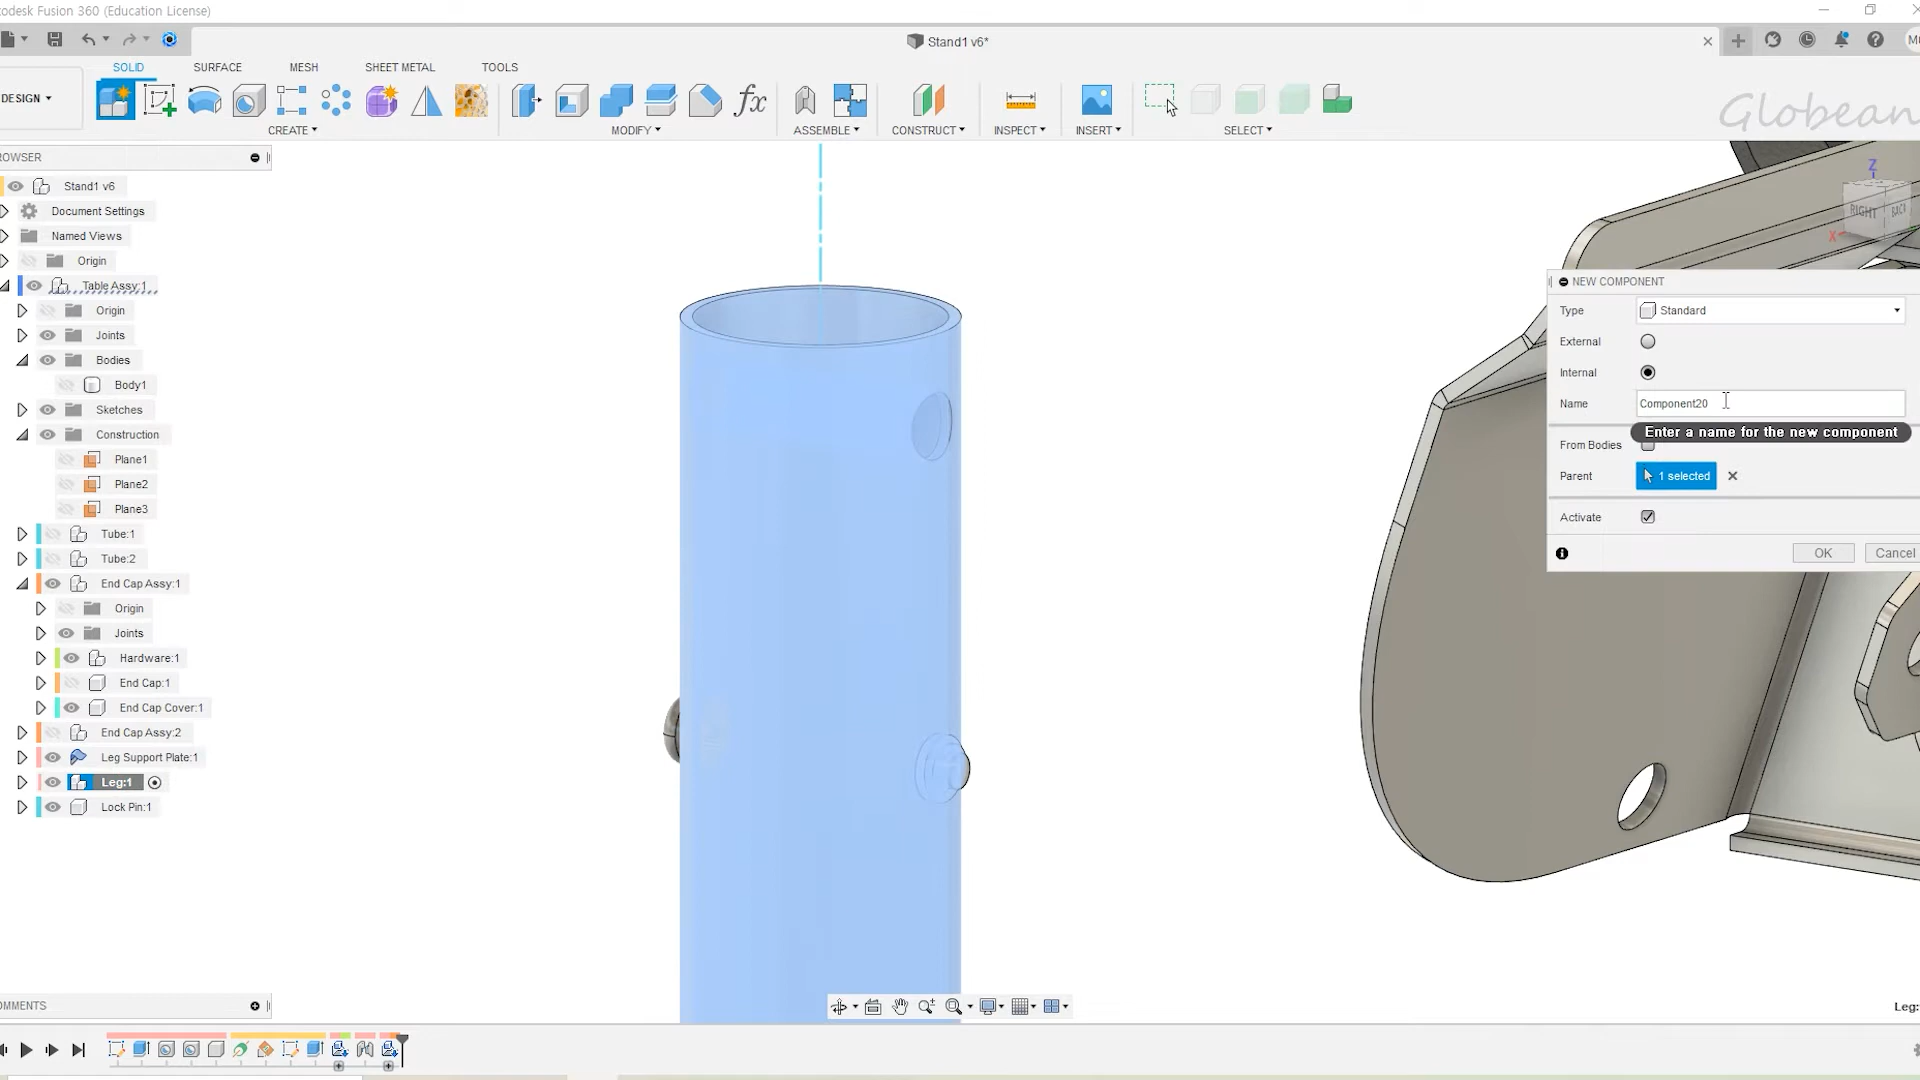 todesk Fusion 360 (Education License)
Stand1 v6*
SOLID SURFACE MESH SHEET METAL TOOLS
DESIGN
CREATE MODIFY ASSEMBLE CONSTRUCT INSPECT INSERT SELECT
Globean
ROWSER
Stand1 v6
Document Settings
Named Views
Origin
Table Assy:1
Origin
Joints
Bodies
Body1
Sketches
Construction
Plane1
Plane2
Plane3
Tube:1
Tube:2
End Cap Assy:1
Origin
Joints
Hardware:1
End Cap:1
End Cap Cover:1
End Cap Assy:2
Leg Support Plate:1
Leg:1
Lock Pin:1
Z
RIGHT BACK
X
NEW COMPONENT
Type Standard
External
Internal
Name Component20
Enter a name for the new component
From Bodies
Parent 1 selected
Activate
OK Cancel
OMMENTS
Leg: